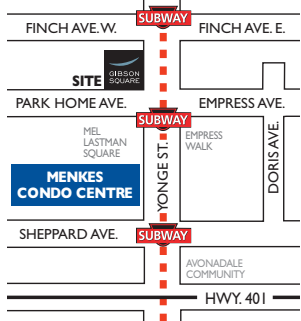 SUBWAY
FINCH AVE. W.
FINCH AVE. E.
SITE
GIBSON
SQUARE
PARK HOME AVE.
EMPRESS AVE.
SUBWAY
MEL
LASTMAN
SQUARE
EMPRESS
WALK
YONGE ST.
DORIS AVE.
MENKES
CONDO CENTRE
SHEPPARD AVE.
SUBWAY
AVONADALE
COMMUNITY
HWY. 401